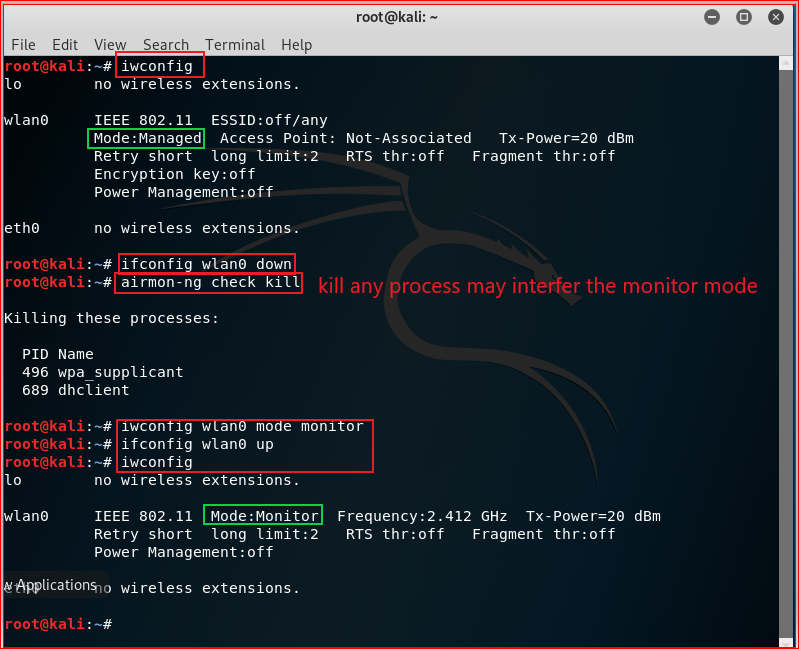 root@kali: ~
File Edit View Search Terminal Help
root@kali:~# iwconfig
lo        no wireless extensions.
wlan0     IEEE 802.11  ESSID:off/any
          Mode:Managed  Access Point: Not-Associated   Tx-Power=20 dBm
          Retry short  long limit:2   RTS thr:off   Fragment thr:off
          Encryption key:off
          Power Management:off
eth0      no wireless extensions.
root@kali:~# ifconfig wlan0 down
root@kali:~# airmon-ng check kill
kill any process may interfer the monitor mode
Killing these processes:
  PID Name
  496 wpa_supplicant
  689 dhclient
root@kali:~# iwconfig wlan0 mode monitor
root@kali:~# ifconfig wlan0 up
root@kali:~# iwconfig
lo        no wireless extensions.
wlan0     IEEE 802.11  Mode:Monitor  Frequency:2.412 GHz  Tx-Power=20 dBm
          Retry short  long limit:2   RTS thr:off   Fragment thr:off
          Power Management:off
eth0      no wireless extensions.
Applications
root@kali:~#